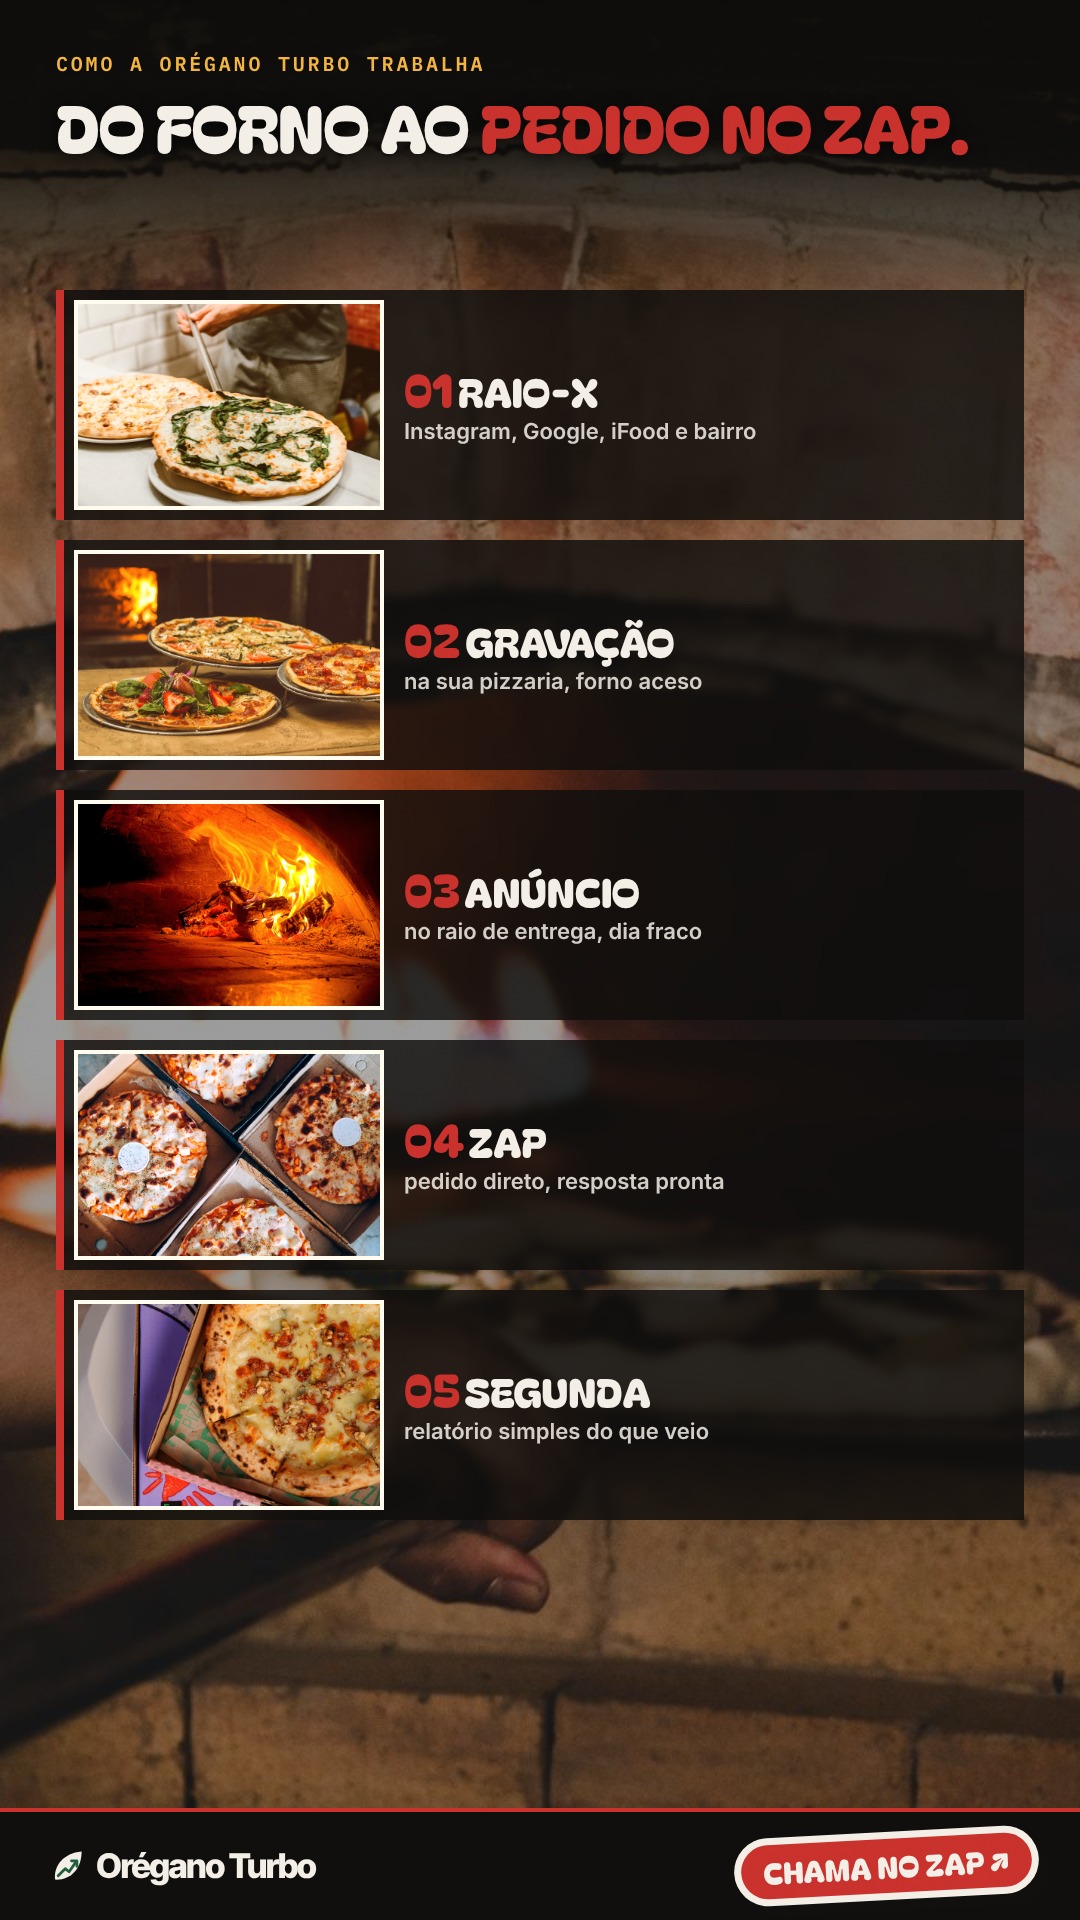 COMO A ORÉGANO TURBO TRABALHA
DO FORNO AO PEDIDO NO ZAP.
01 RAIO-X
Instagram, Google, iFood e bairro
02 GRAVAÇÃO
na sua pizzaria, forno aceso
03 ANÚNCIO
no raio de entrega, dia fraco
04 ZAP
pedido direto, resposta pronta
05 SEGUNDA
relatório simples do que veio
Orégano Turbo
CHAMA NO ZAP ↗